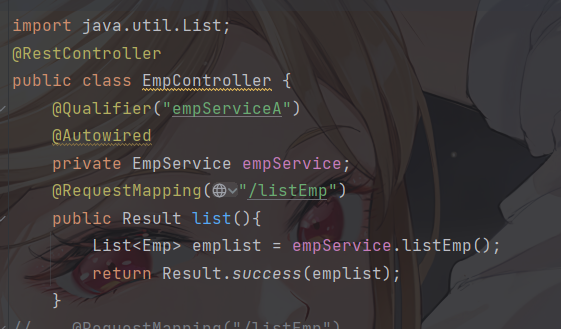 import java.util.List;
@RestController
public class EmpController {
@Qualifier("empServiceA")
@Autowired
private EmpService empService;
@RequestMapping("/listEmp")
public Result list(){
List<Emp> emplist = empService.listEmp();
return Result.success(emplist);
}
// @RequestMapping("/listEmp")